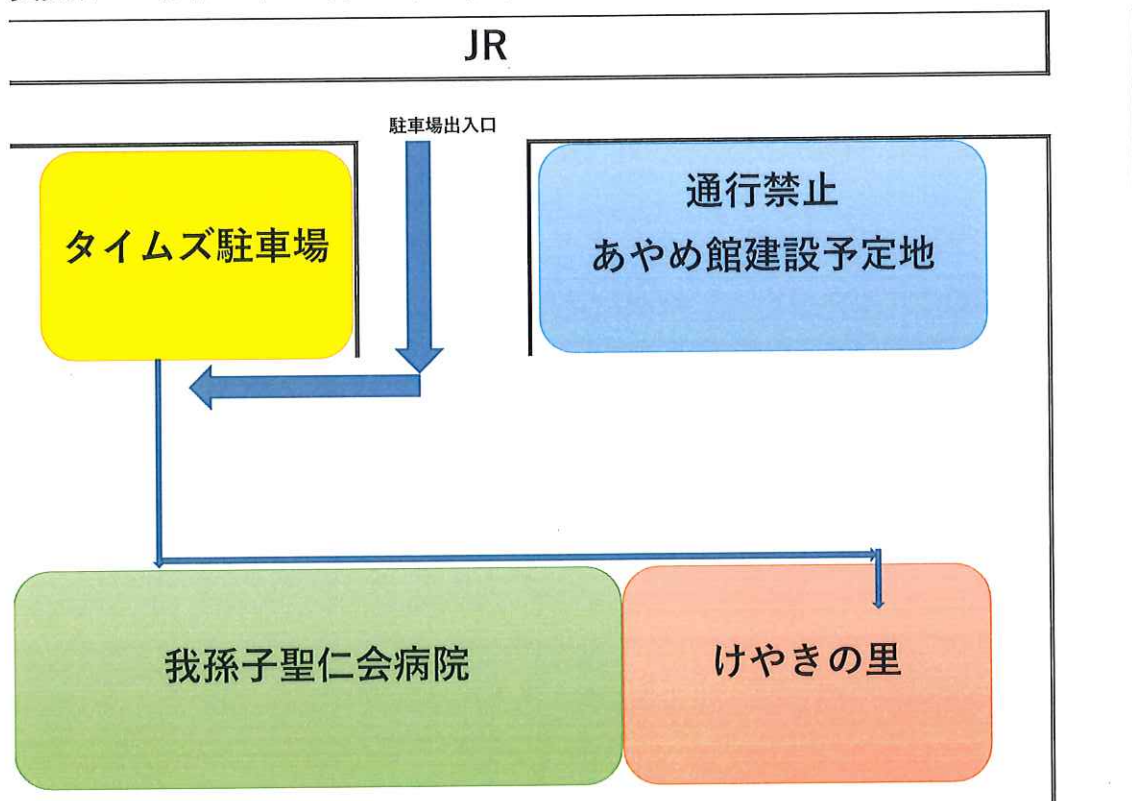 JR
駐車場出入口
タイムズ駐車場
通行禁止
あやめ館建設予定地
我孫子聖仁会病院
けやきの里